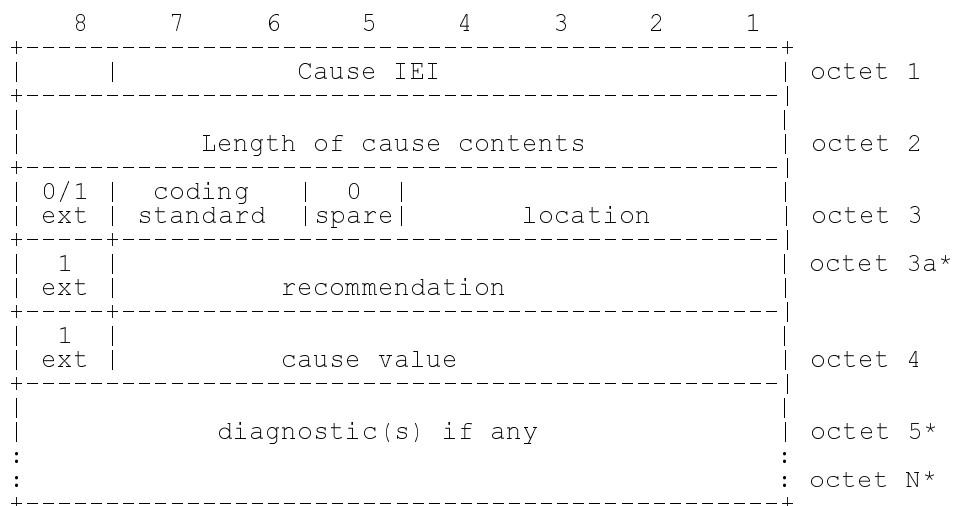 8 7 6 5 4 3 2 1
Cause IEI octet 1
Length of cause contents octet 2
0/1 coding 0
ext standard spare location octet 3
1 octet 3a*
ext recommendation
1
ext cause value octet 4
diagnostic(s) if any octet 5*
: :
: : octet N*